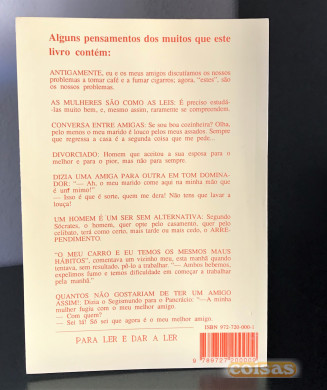 Alguns pensamentos dos muitos que este
livro contém:
ANTIGAMENTE, eu e os meus amigos discutíamos os nossos
problemas a tomar café e a fumar cigarros; agora, "estes", são
os nossos problemas.
AS MULHERES SÃO COMO AS LEIS: É preciso estudá-
-las muito bem, e, mesmo assim, raramente se compreendem.
CONVERSA ENTRE AMIGAS: Se sou boa cozinheira? Olha,
pelo menos o meu marido é louco pelos meus assados. Sempre
que regressa a casa é a segunda coisa que me pede...
DIVORCIADO: Homem que aceitou a sua esposa para o
melhor e para o pior, mas não para sempre.
DIZIA UMA AMIGA PARA OUTRA EM TOM DOMINA-
DOR: "— Ah, o meu marido come aqui na minha mão que
é um mimo!"
— Isso é que é sorte, quem me dera! Não tens que lavar a
louça!
UM HOMEM É UM SER SEM ALTERNATIVA: Segundo
Sócrates, o homem, quer opte pelo casamento, quer pelo
celibato, terá como certo, mais tarde ou mais cedo, o ARRE-
PENDIMENTO.
"O MEU CARRO E EU TEMOS OS MESMOS MAUS
HÁBITOS", comentava um vizinho meu, esta manhã quando
tentava, sem resultado, pô-lo a trabalhar. "— Ambos bebemos,
expelimos fumo e temos dificuldade em começar a trabalhar
pela manhã."
QUANTOS NÃO GOSTARIAM DE TER UM AMIGO
ASSIM!: Dizia o Segismundo para o Pancrácio: "—A minha
mulher fugiu com o meu melhor amigo.
— Com quem?
— Sei lá! Só sei que agora é o meu melhor amigo.
ISBN 972-720-000-1
PARA LER E DAR A LER
coisas